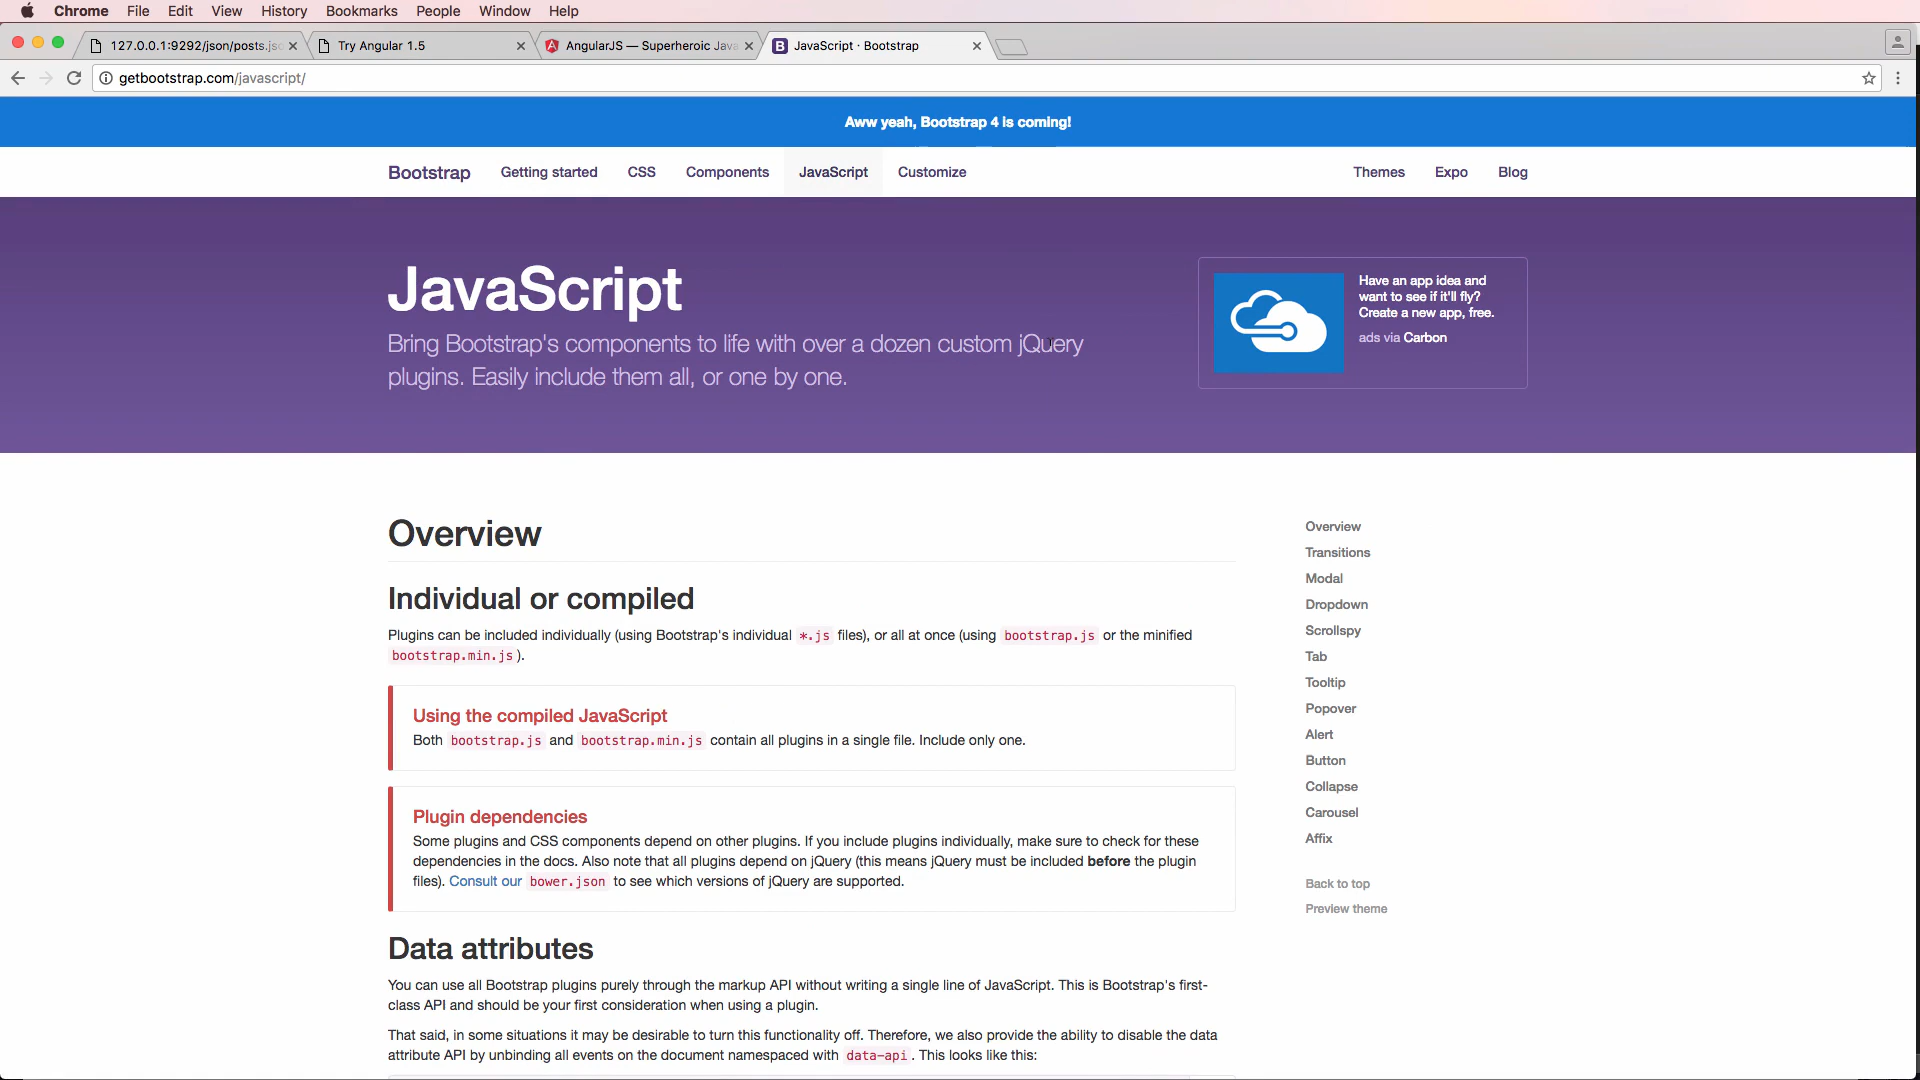 Chrome File Edit View History Bookmarks People Window Help
127.0.0.1:9292/json/posts.jso
Try Angular 1.5
AngularJS — Superheroic Java
JavaScript · Bootstrap
getbootstrap.com/javascript/
Aww yeah, Bootstrap 4 is coming!
Bootstrap Getting started CSS Components JavaScript Customize Themes Expo Blog
JavaScript
Bring Bootstrap's components to life with over a dozen custom jQuery
plugins. Easily include them all, or one by one.
Have an app idea and
want to see if it'll fly?
Create a new app, free.
ads via Carbon
Overview
Individual or compiled
Plugins can be included individually (using Bootstrap's individual *.js files), or all at once (using bootstrap.js or the minified
bootstrap.min.js).
Using the compiled JavaScript
Both bootstrap.js and bootstrap.min.js contain all plugins in a single file. Include only one.
Plugin dependencies
Some plugins and CSS components depend on other plugins. If you include plugins individually, make sure to check for these
dependencies in the docs. Also note that all plugins depend on jQuery (this means jQuery must be included before the plugin
files). Consult our bower.json to see which versions of jQuery are supported.
Data attributes
You can use all Bootstrap plugins purely through the markup API without writing a single line of JavaScript. This is Bootstrap's first-
class API and should be your first consideration when using a plugin.
That said, in some situations it may be desirable to turn this functionality off. Therefore, we also provide the ability to disable the data
attribute API by unbinding all events on the document namespaced with data-api. This looks like this:
Overview
Transitions
Modal
Dropdown
Scrollspy
Tab
Tooltip
Popover
Alert
Button
Collapse
Carousel
Affix
Back to top
Preview theme